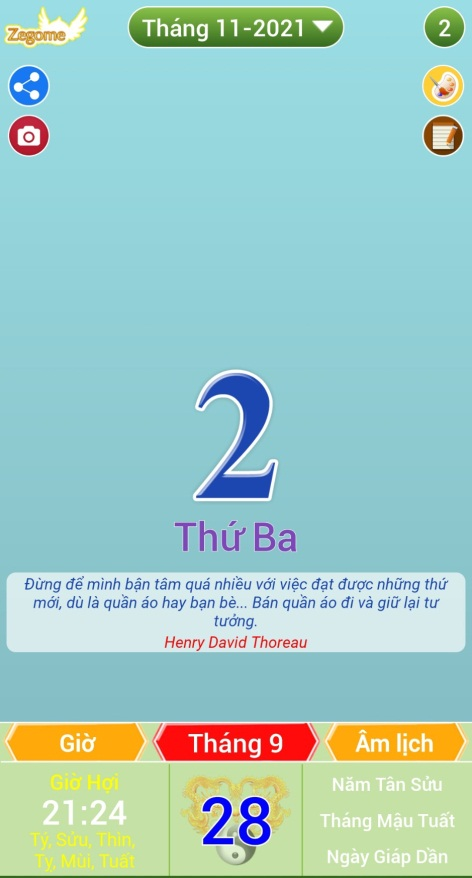 Zegome
Tháng 11-2021
2
2
Thứ Ba
Đừng để mình bận tâm quá nhiều với việc đạt được những thứ
mới, dù là quần áo hay bạn bè... Bán quần áo đi và giữ lại tư
tưởng.
Henry David Thoreau
Giờ
Tháng 9
Âm lịch
Giờ Hợi
21:24
Tý, Sửu, Thìn,
Tỵ, Mùi, Tuất
28
Năm Tân Sửu
Tháng Mậu Tuất
Ngày Giáp Dần